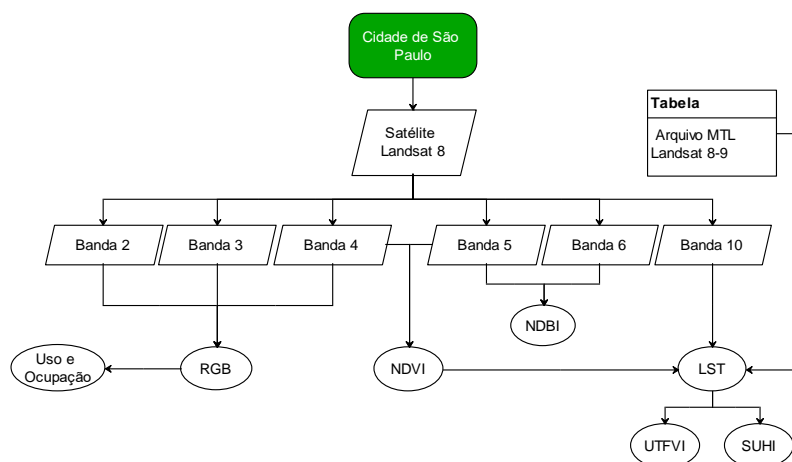 Cidade de São
Paulo
Tabela
Arquivo MTL
Landsat 8-9
Satélite
Landsat 8
Banda 2
Banda 3
Banda 4
Banda 5
Banda 6
Banda 10
NDBI
Uso e
Ocupação
RGB
NDVI
LST
UTFVI
SUHI